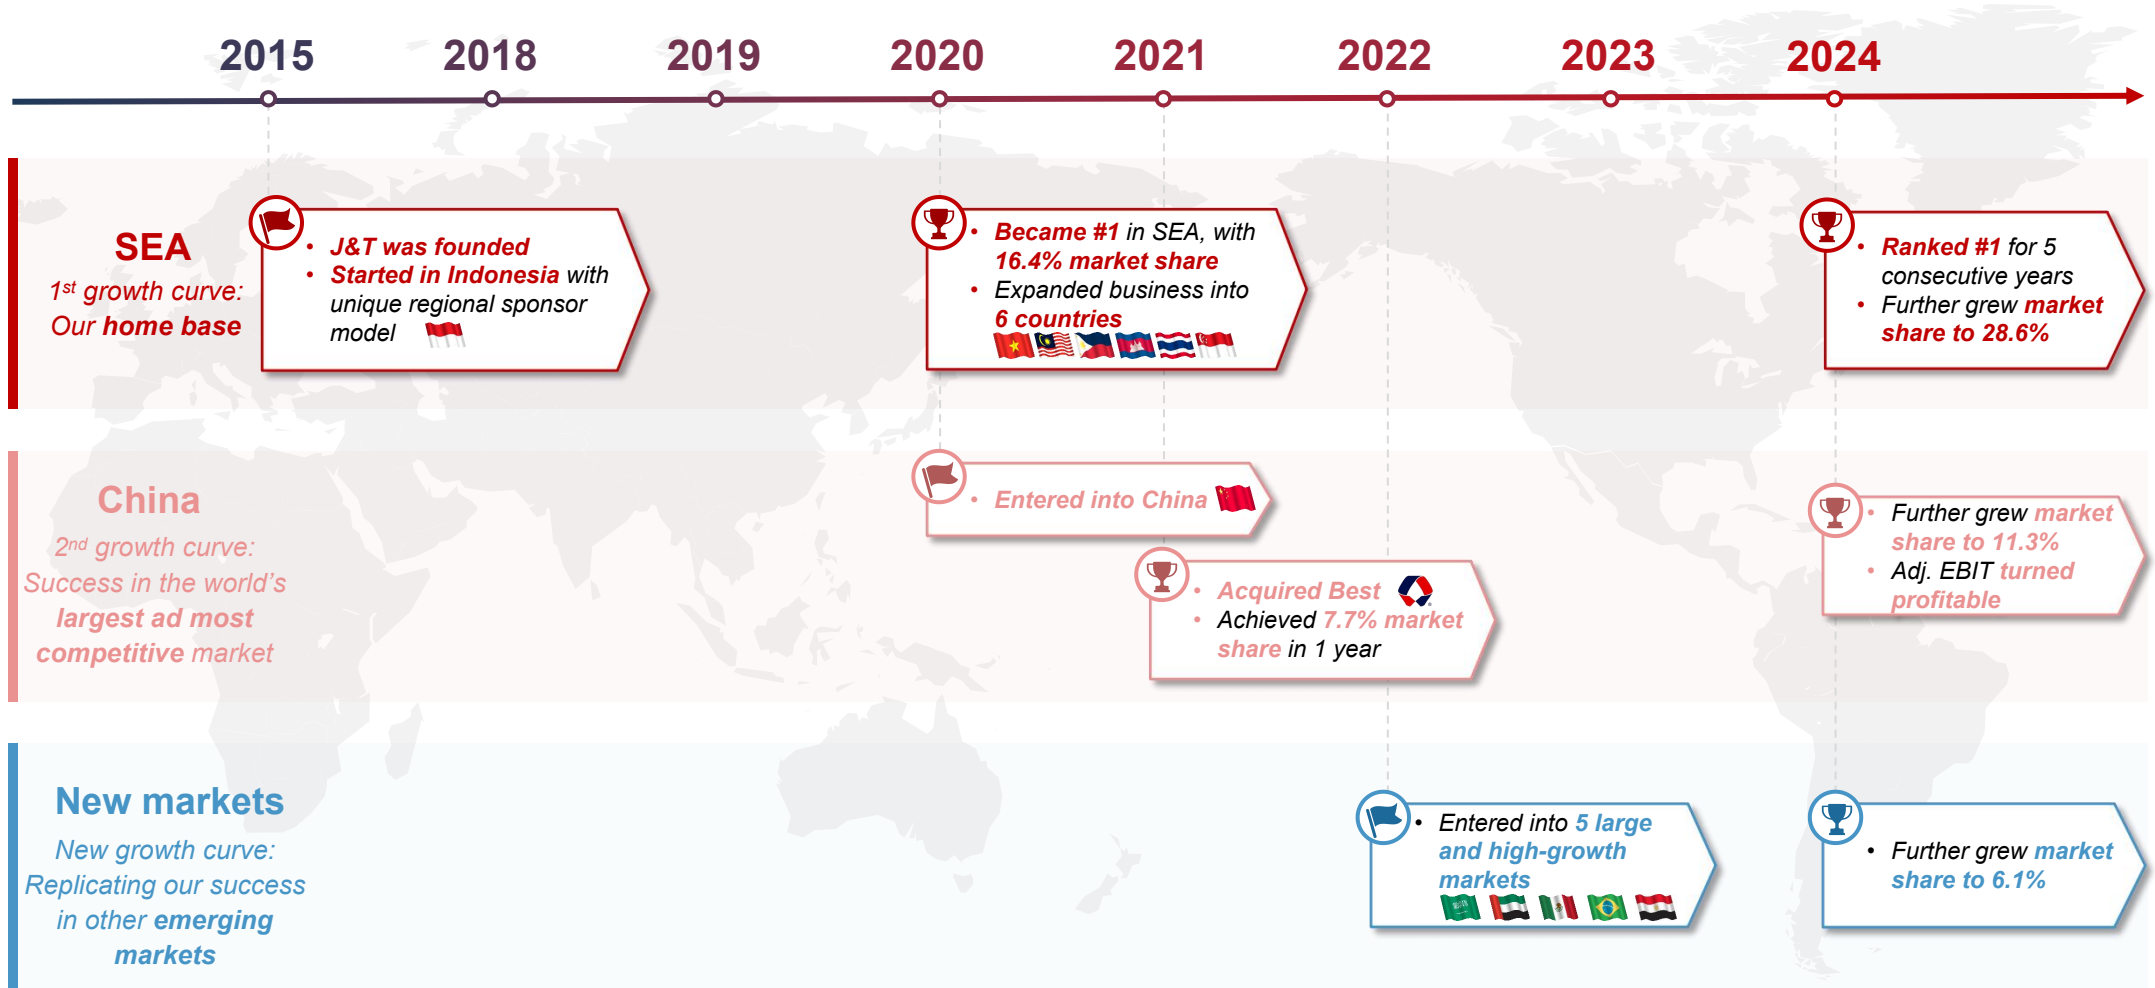 2015
2018
2019
2020
2021
2022
2023
2024
SEA
1st growth curve:
Our home base
• J&T was founded
• Started in Indonesia with
unique regional sponsor
model
• Became #1 in SEA, with
16.4% market share
• Expanded business into
6 countries
• Ranked #1 for 5
consecutive years
• Further grew market
share to 28.6%
China
2nd growth curve:
Success in the world's
largest ad most
competitive market
• Entered into China
• Acquired Best
• Achieved 7.7% market
share in 1 year
• Further grew market
share to 11.3%
• Adj. EBIT turned
profitable
New markets
New growth curve:
Replicating our success
in other emerging
markets
• Entered into 5 large
and high-growth
markets
• Further grew market
share to 6.1%